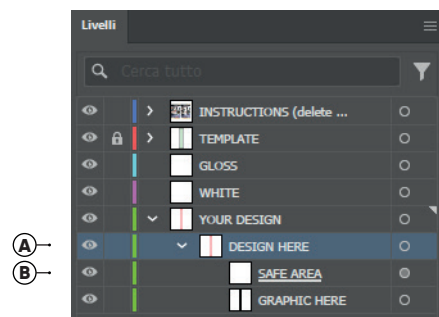 Livelli
Cerca tutto
INSTRUCTIONS (delete ...
TEMPLATE
GLOSS
WHITE
YOUR DESIGN
A DESIGN HERE
B SAFE AREA
GRAPHIC HERE